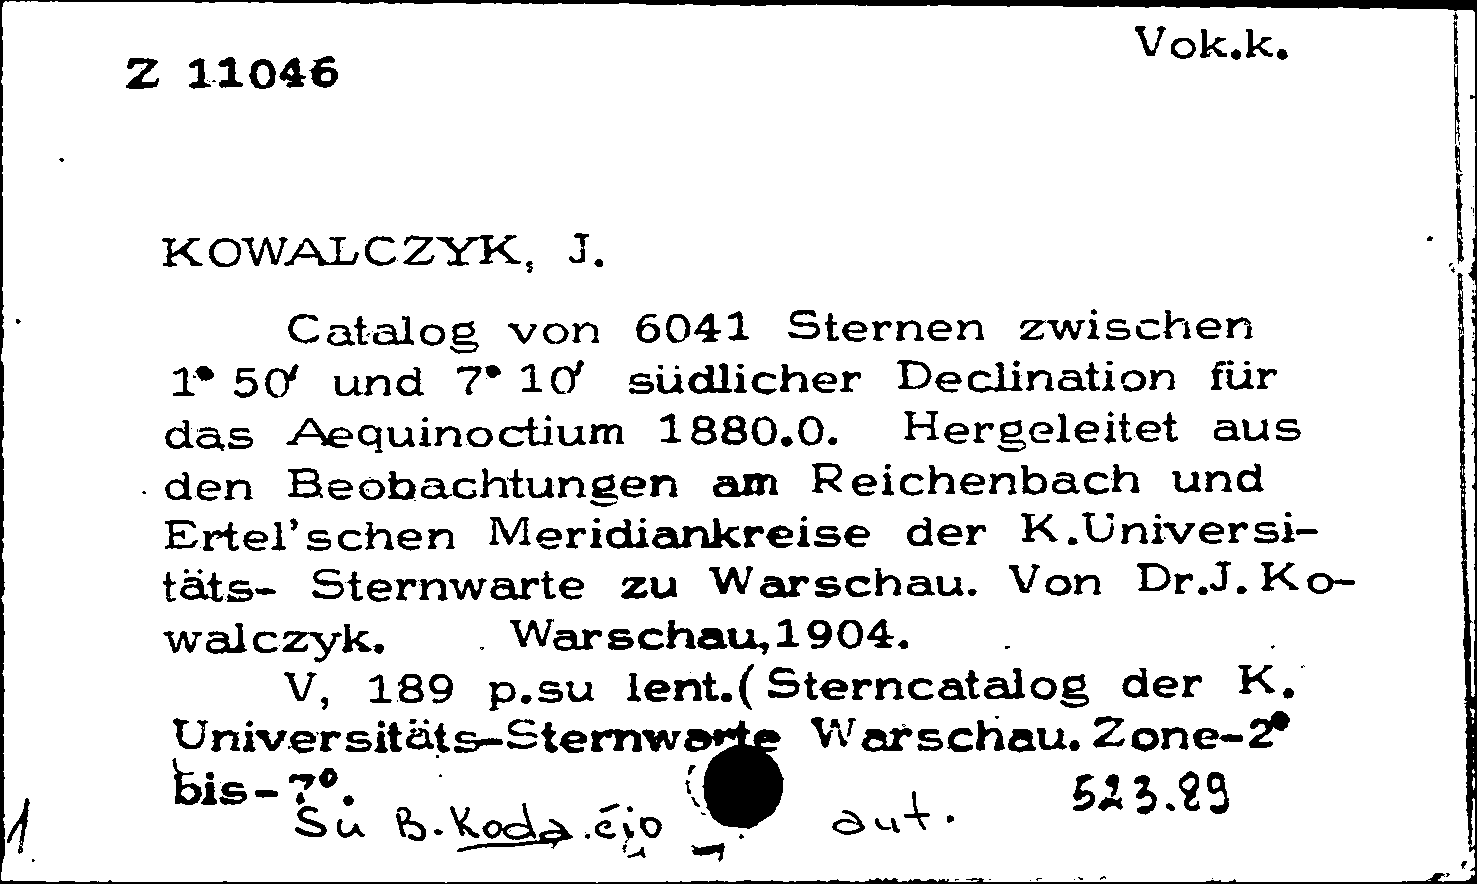 Vok.k.
Z 11046
KOWALCZYK, J.
Catalog von 6041 Sternen zwischen
1° 50' und 7° 10' südlicher Declination für
das Aequinoctium 1880.0. Hergeleitet aus
den Beobachtungen am Reichenbach und
Ertel'schen Meridiankreise der K.Universi-
täts- Sternwarte zu Warschau. Von Dr.J.Ko-
walczyk. Warschau,1904.
V, 189 p.su lent.(Sterncatalog der K.
Universitäts-Sternwarte Warschau.Zone-2°
bis-7°.
523.89
Su B. aut.
1